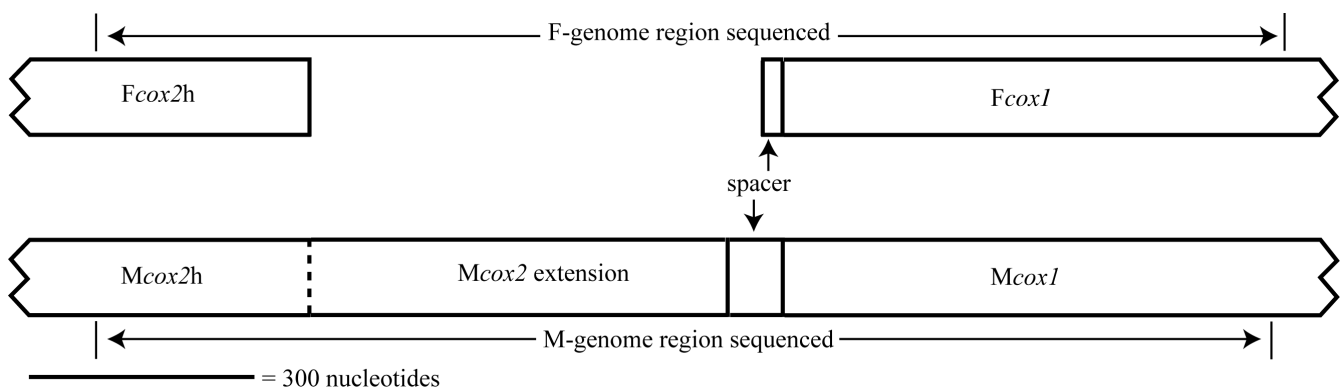 F-genome region sequenced
Fcox2h
Fcox1
spacer
Mcox2h
Mcox2 extension
Mcox1
M-genome region sequenced
= 300 nucleotides